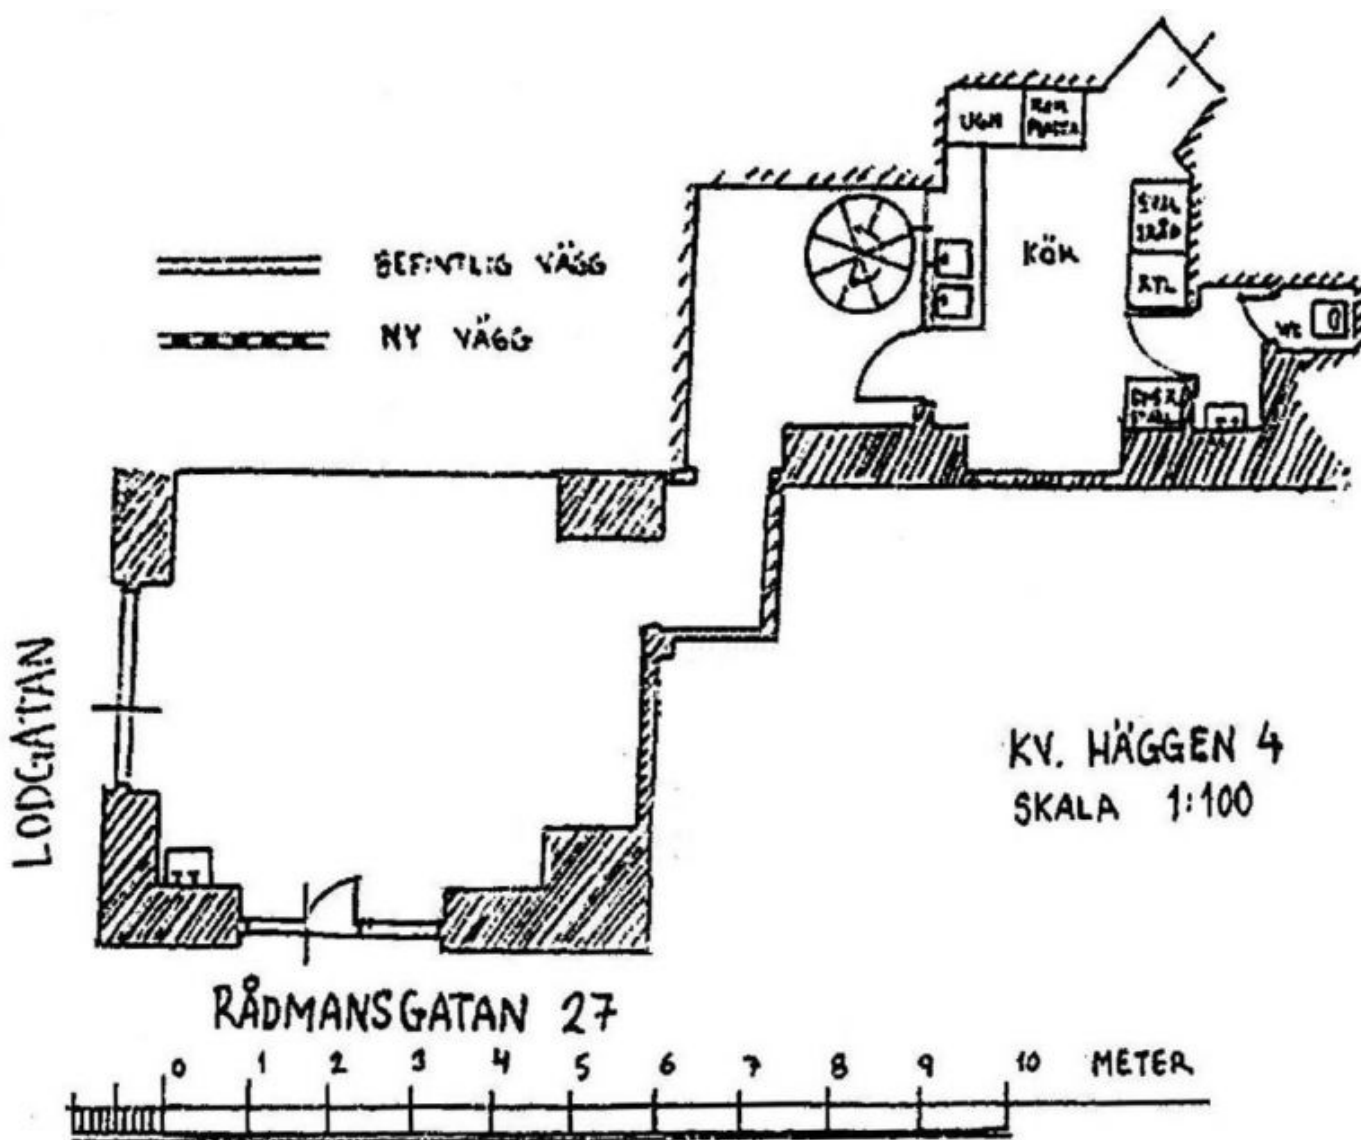 UGN
KÖK
BEFINTLIG VÄGG
NY VÄGG
KYL
WC
LODGATAN
KV. HÄGGEN 4
SKALA 1:100
RÅDMANSGATAN 27
0 1 2 3 4 5 6 7 8 9 10 METER